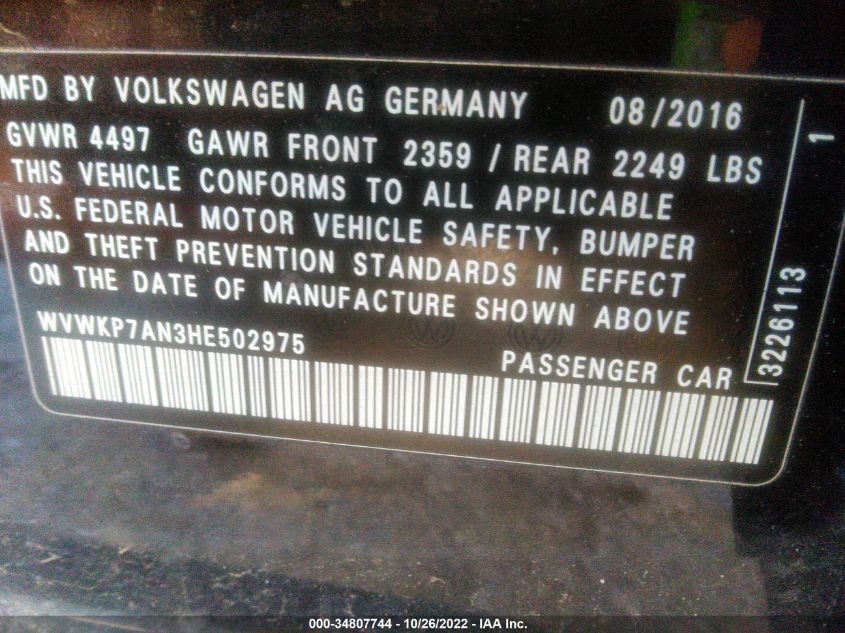 MFD BY VOLKSWAGEN AG GERMANY 08/2016
GVWR 4497 GAWR FRONT 2359 / REAR 2249 LBS
THIS VEHICLE CONFORMS TO ALL APPLICABLE
U.S. FEDERAL MOTOR VEHICLE SAFETY, BUMPER
AND THEFT PREVENTION STANDARDS IN EFFECT
ON THE DATE OF MANUFACTURE SHOWN ABOVE
WVWKP7AN3HE502975
PASSENGER CAR
3226113
1
000-34807744 - 10/26/2022 - IAA Inc.